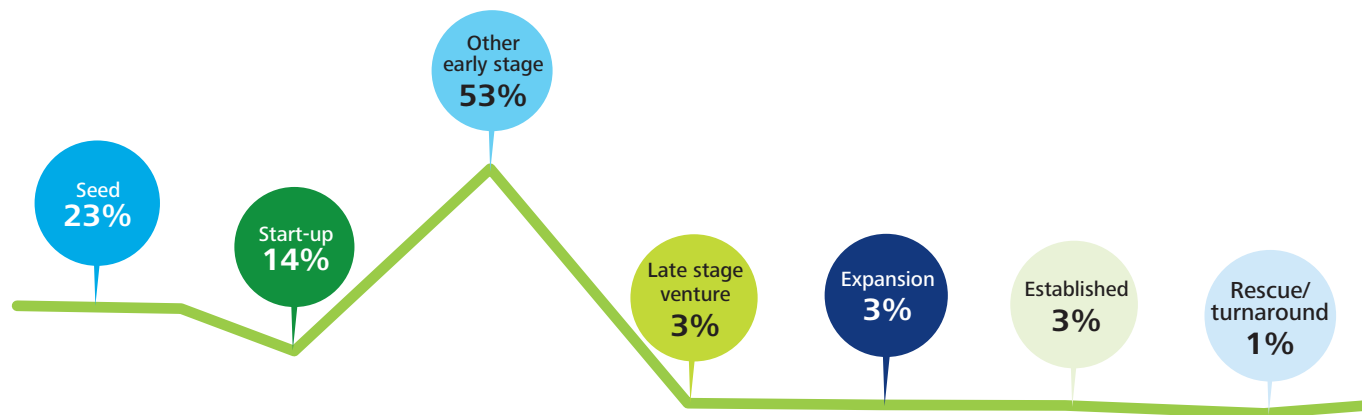 Seed
23%
Start-up
14%
Other
early stage
53%
Late stage
venture
3%
Expansion
3%
Established
3%
Rescue/
turnaround
1%